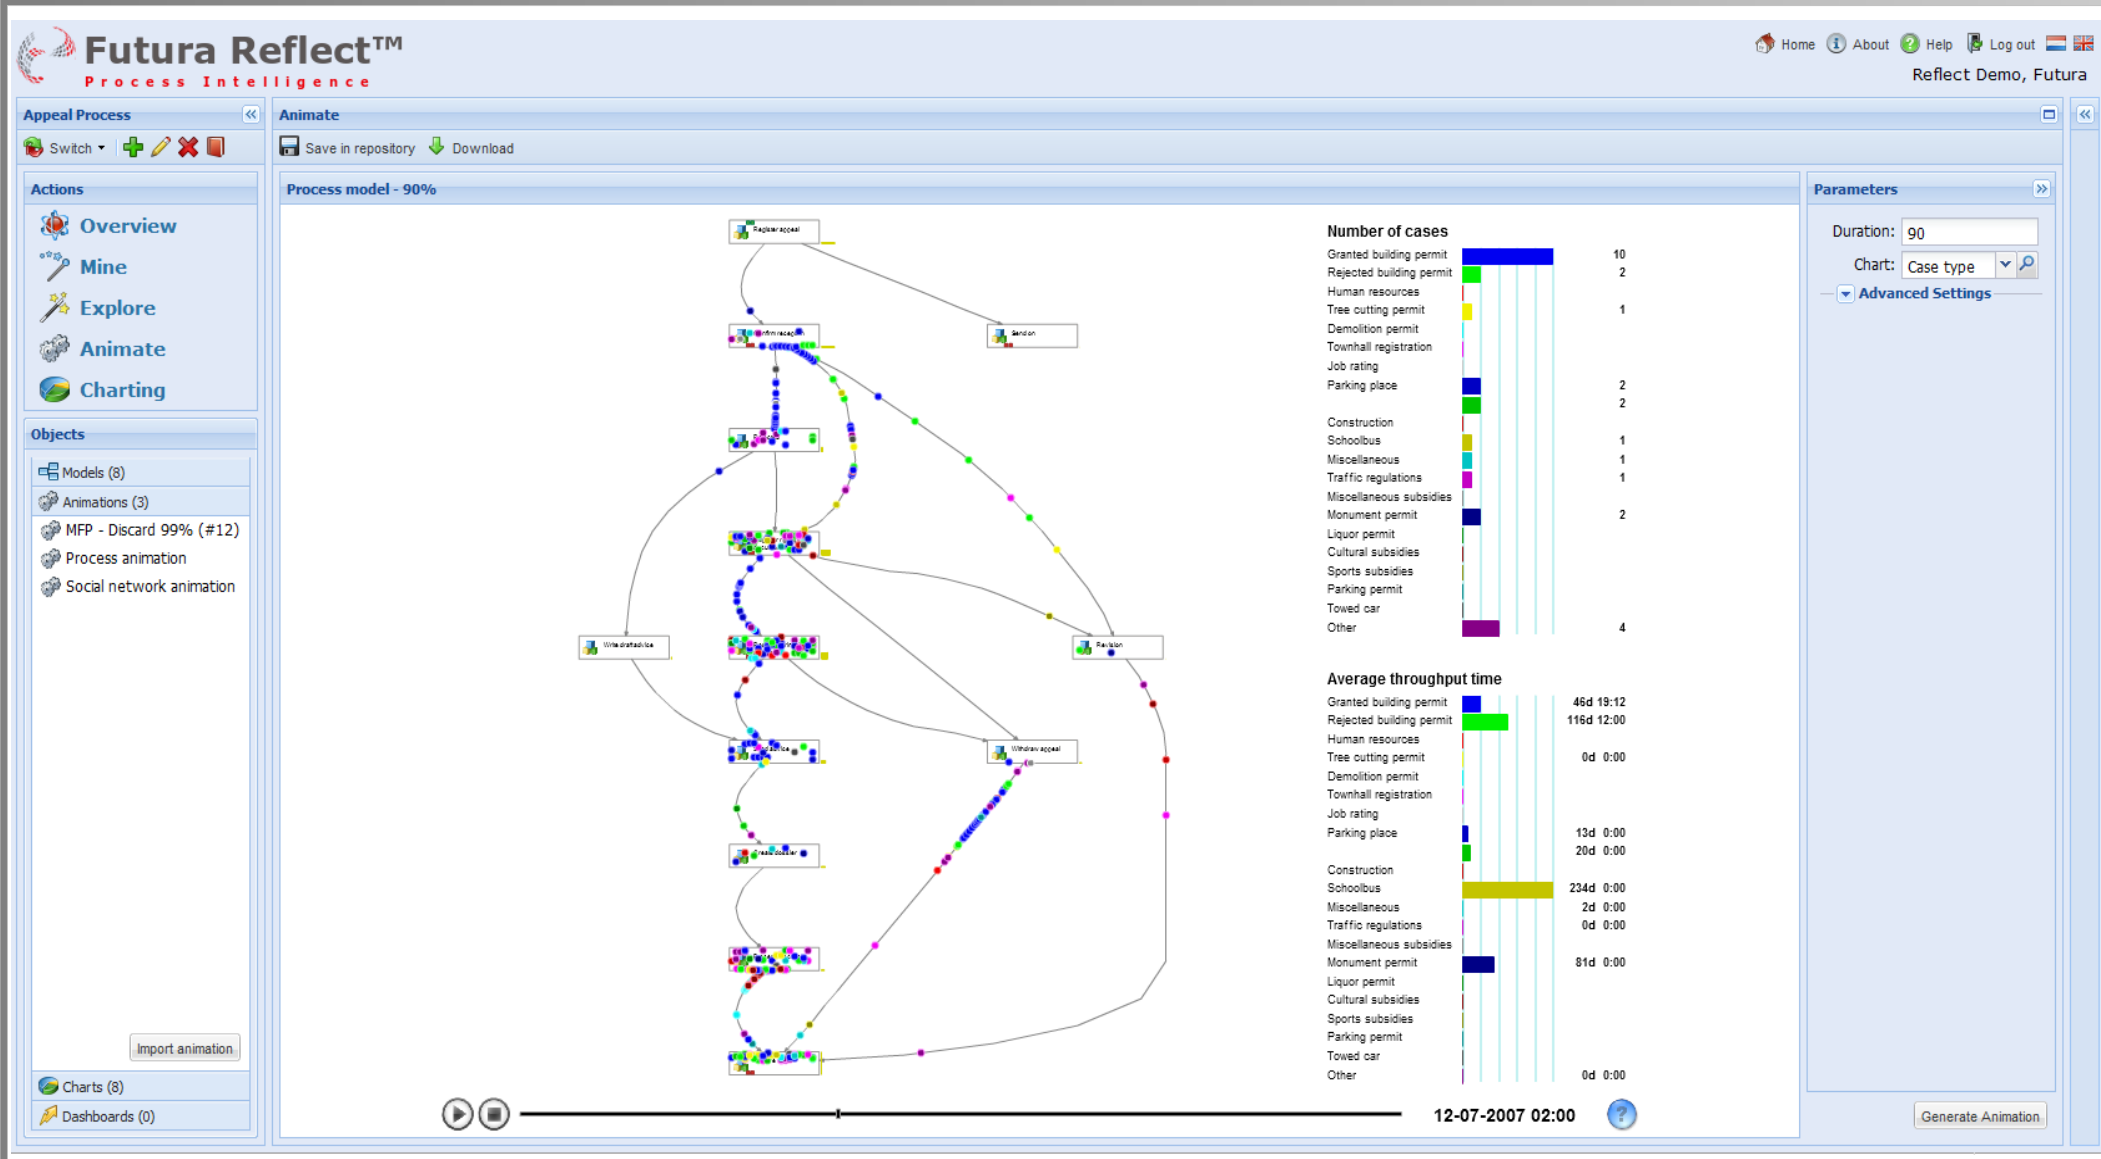 Futura Reflect™
Process Intelligence
Home About Help Log out
Reflect Demo, Futura
Appeal Process
Switch
Actions
Overview
Mine
Explore
Animate
Charting
Objects
Models (8)
Animations (3)
MFP - Discard 99% (#12)
Process animation
Social network animation
Import animation
Charts (8)
Dashboards (0)
Animate
Save in repository Download
Process model - 90%
Register appeal
Confirm reception
Send on
Write draft advice
Revision
Withdraw appeal
Number of cases
Granted building permit 10
Rejected building permit 2
Human resources
Tree cutting permit 1
Demolition permit
Townhall registration
Job rating
Parking place 2
2
Construction
Schoolbus 1
Miscellaneous 1
Traffic regulations 1
Miscellaneous subsidies
Monument permit 2
Liquor permit
Cultural subsidies
Sports subsidies
Parking permit
Towed car
Other 4
Average throughput time
Granted building permit 46d 19:12
Rejected building permit 116d 12:00
Human resources
Tree cutting permit 0d 0:00
Demolition permit
Townhall registration
Job rating
Parking place 13d 0:00
20d 0:00
Construction
Schoolbus 234d 0:00
Miscellaneous 2d 0:00
Traffic regulations 0d 0:00
Miscellaneous subsidies
Monument permit 81d 0:00
Liquor permit
Cultural subsidies
Sports subsidies
Parking permit
Towed car
Other 0d 0:00
12-07-2007 02:00
Parameters
Duration: 90
Chart: Case type
Advanced Settings
Generate Animation